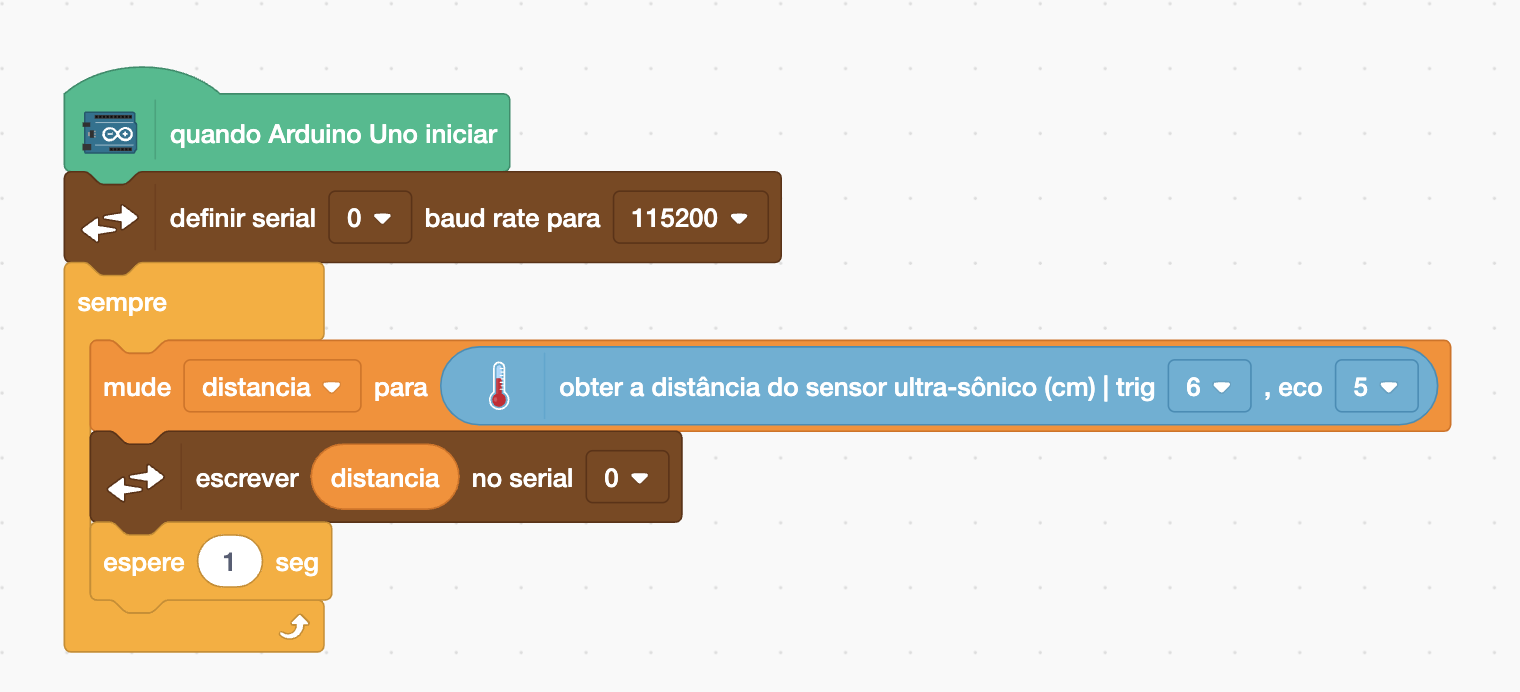 quando Arduino Uno iniciar
definir serial 0 baud rate para 115200
sempre
mude distancia para obter a distância do sensor ultra-sônico (cm) | trig 6 , eco 5
escrever distancia no serial 0
espere 1 seg